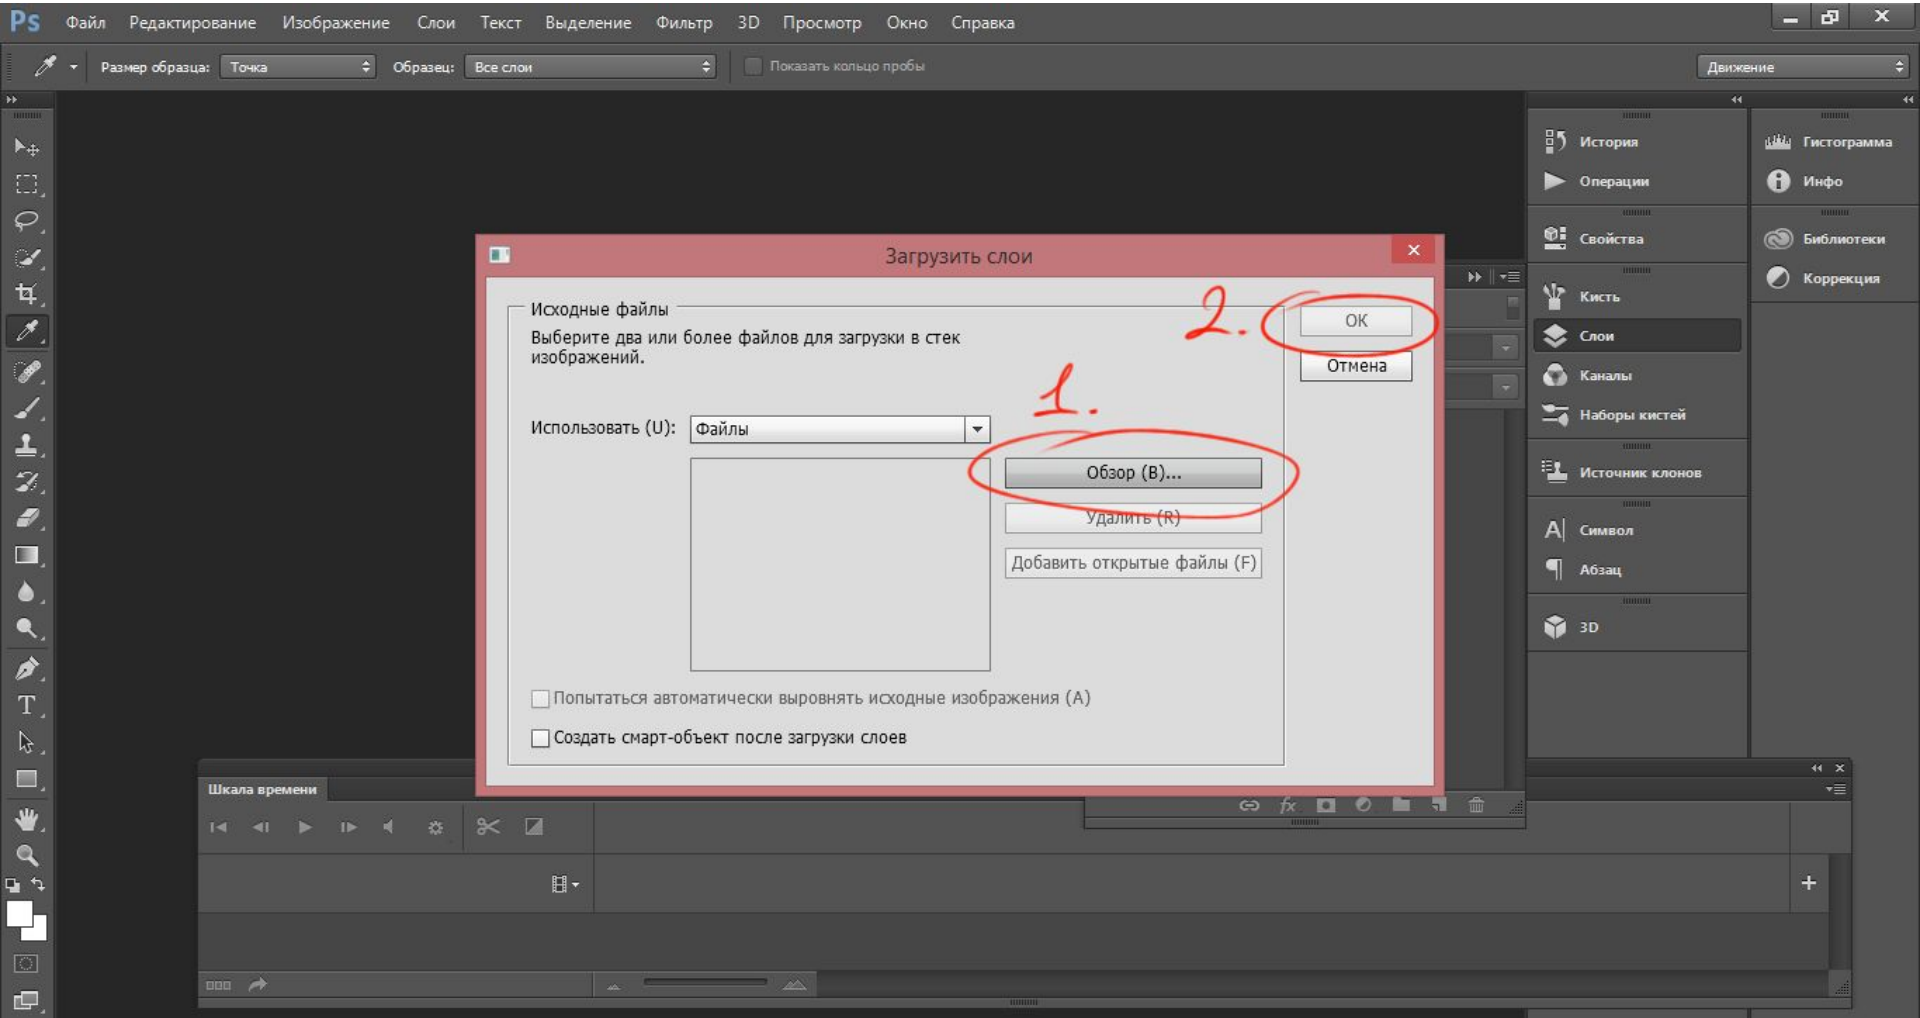 Ps Файл Редактирование Изображение Слои Текст Выделение Фильтр 3D Просмотр Окно Справка
Размер образца: Точка Образец: Все слои Показать кольцо пробы Движение
История
Гистограмма
Операции
Инфо
Свойства
Библиотеки
Коррекция
Кисть
Слои
Каналы
Наборы кистей
Источник клонов
Символ
Абзац
3D
Загрузить слои
Исходные файлы
Выберите два или более файлов для загрузки в стек
изображений.
2.
OK
Отмена
1.
Использовать (U): Файлы
Обзор (B)...
Удалить (R)
Добавить открытые файлы (F)
Попытаться автоматически выровнять исходные изображения (A)
Создать смарт-объект после загрузки слоев
Шкала времени
fx